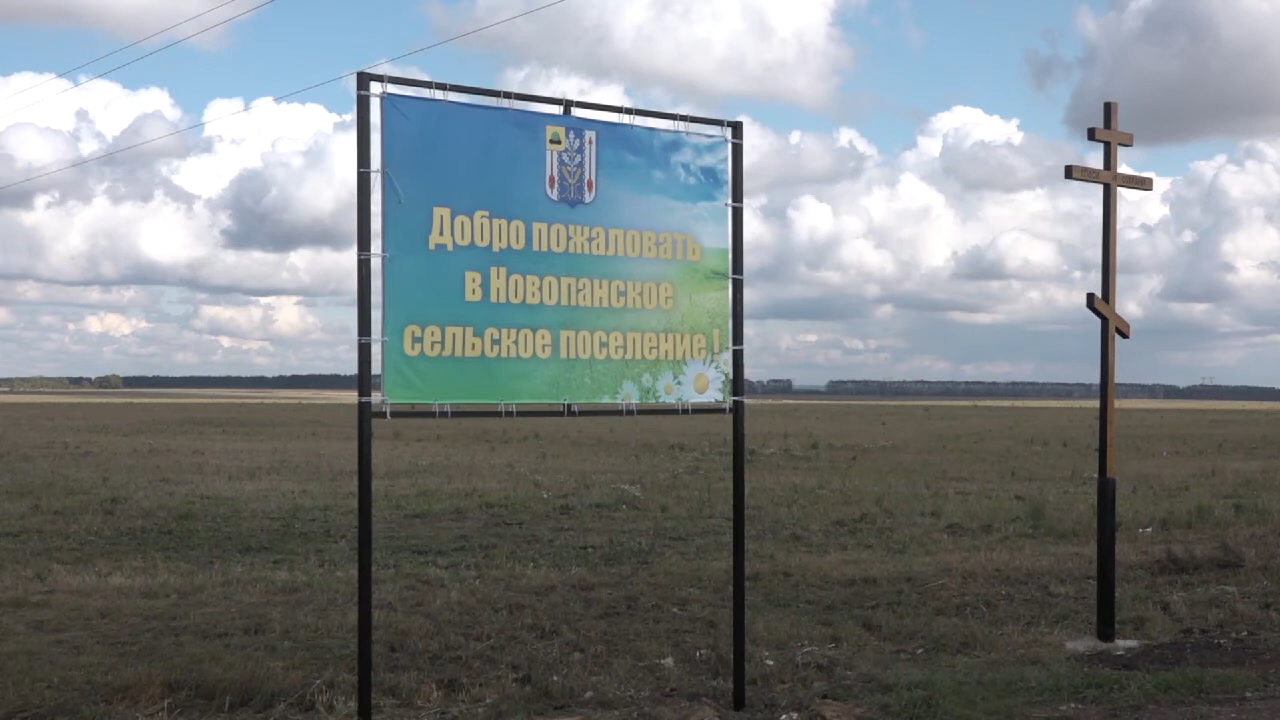 Добро пожаловать
в Новопанское
сельское поселение !